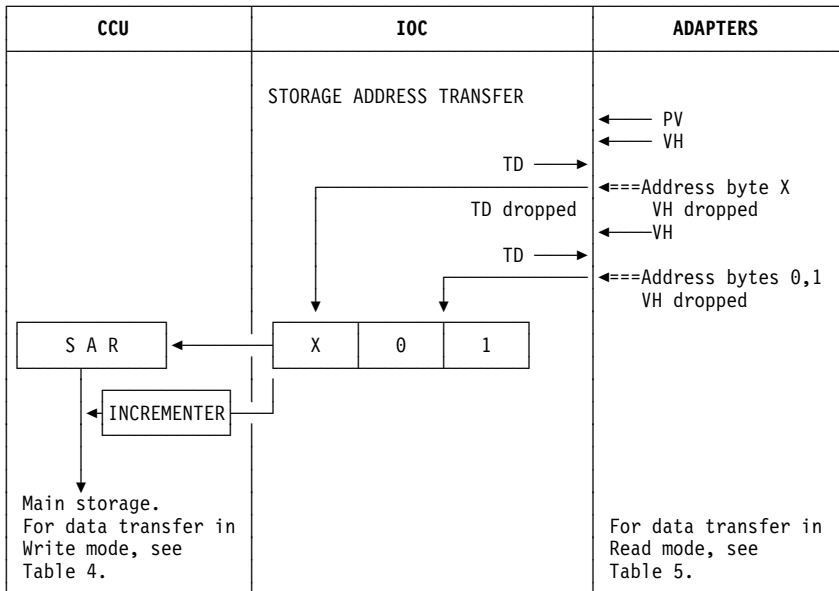 CCU IOC ADAPTERS
STORAGE ADDRESS TRANSFER
PV
VH
TD
===Address byte X
TD dropped VH dropped
VH
TD
===Address bytes 0,1
VH dropped
S A R X 0 1
INCREMENTER
Main storage.
For data transfer in
Write mode, see
Table 4.
For data transfer in
Read mode, see
Table 5.